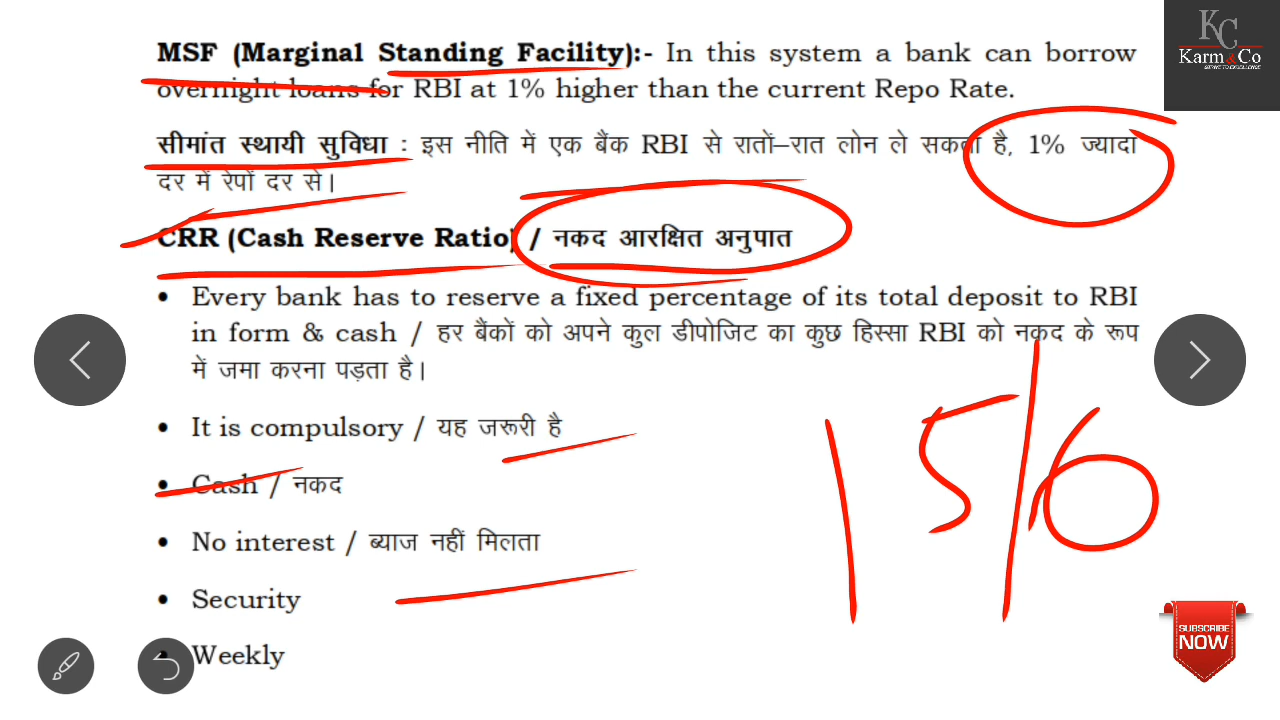 KC
Karm&Co
MSF (Marginal Standing Facility):- In this system a bank can borrow
overnight loans for RBI at 1% higher than the current Repo Rate.
सीमांत स्थायी सुविधा : इस नीति में एक बैंक RBI से रातों–रात लोन ले सकता है, 1% ज्यादा
दर में रेपों दर से।
CRR (Cash Reserve Ratio) / नकद आरक्षित अनुपात
• Every bank has to reserve a fixed percentage of its total deposit to RBI
in form & cash / हर बैंकों को अपने कुल डीपोजिट का कुछ हिस्सा RBI को नकद के रूप
में जमा करना पड़ता है।
• It is compulsory / यह जरूरी है
• Cash / नकद
• No interest / ब्याज नहीं मिलता
• Security
• Weekly
15/6
SUBSCRIBE
NOW